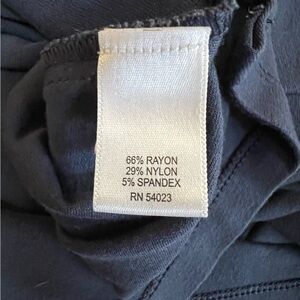 66% RAYON
29% NYLON
5% SPANDEX
RN 54023